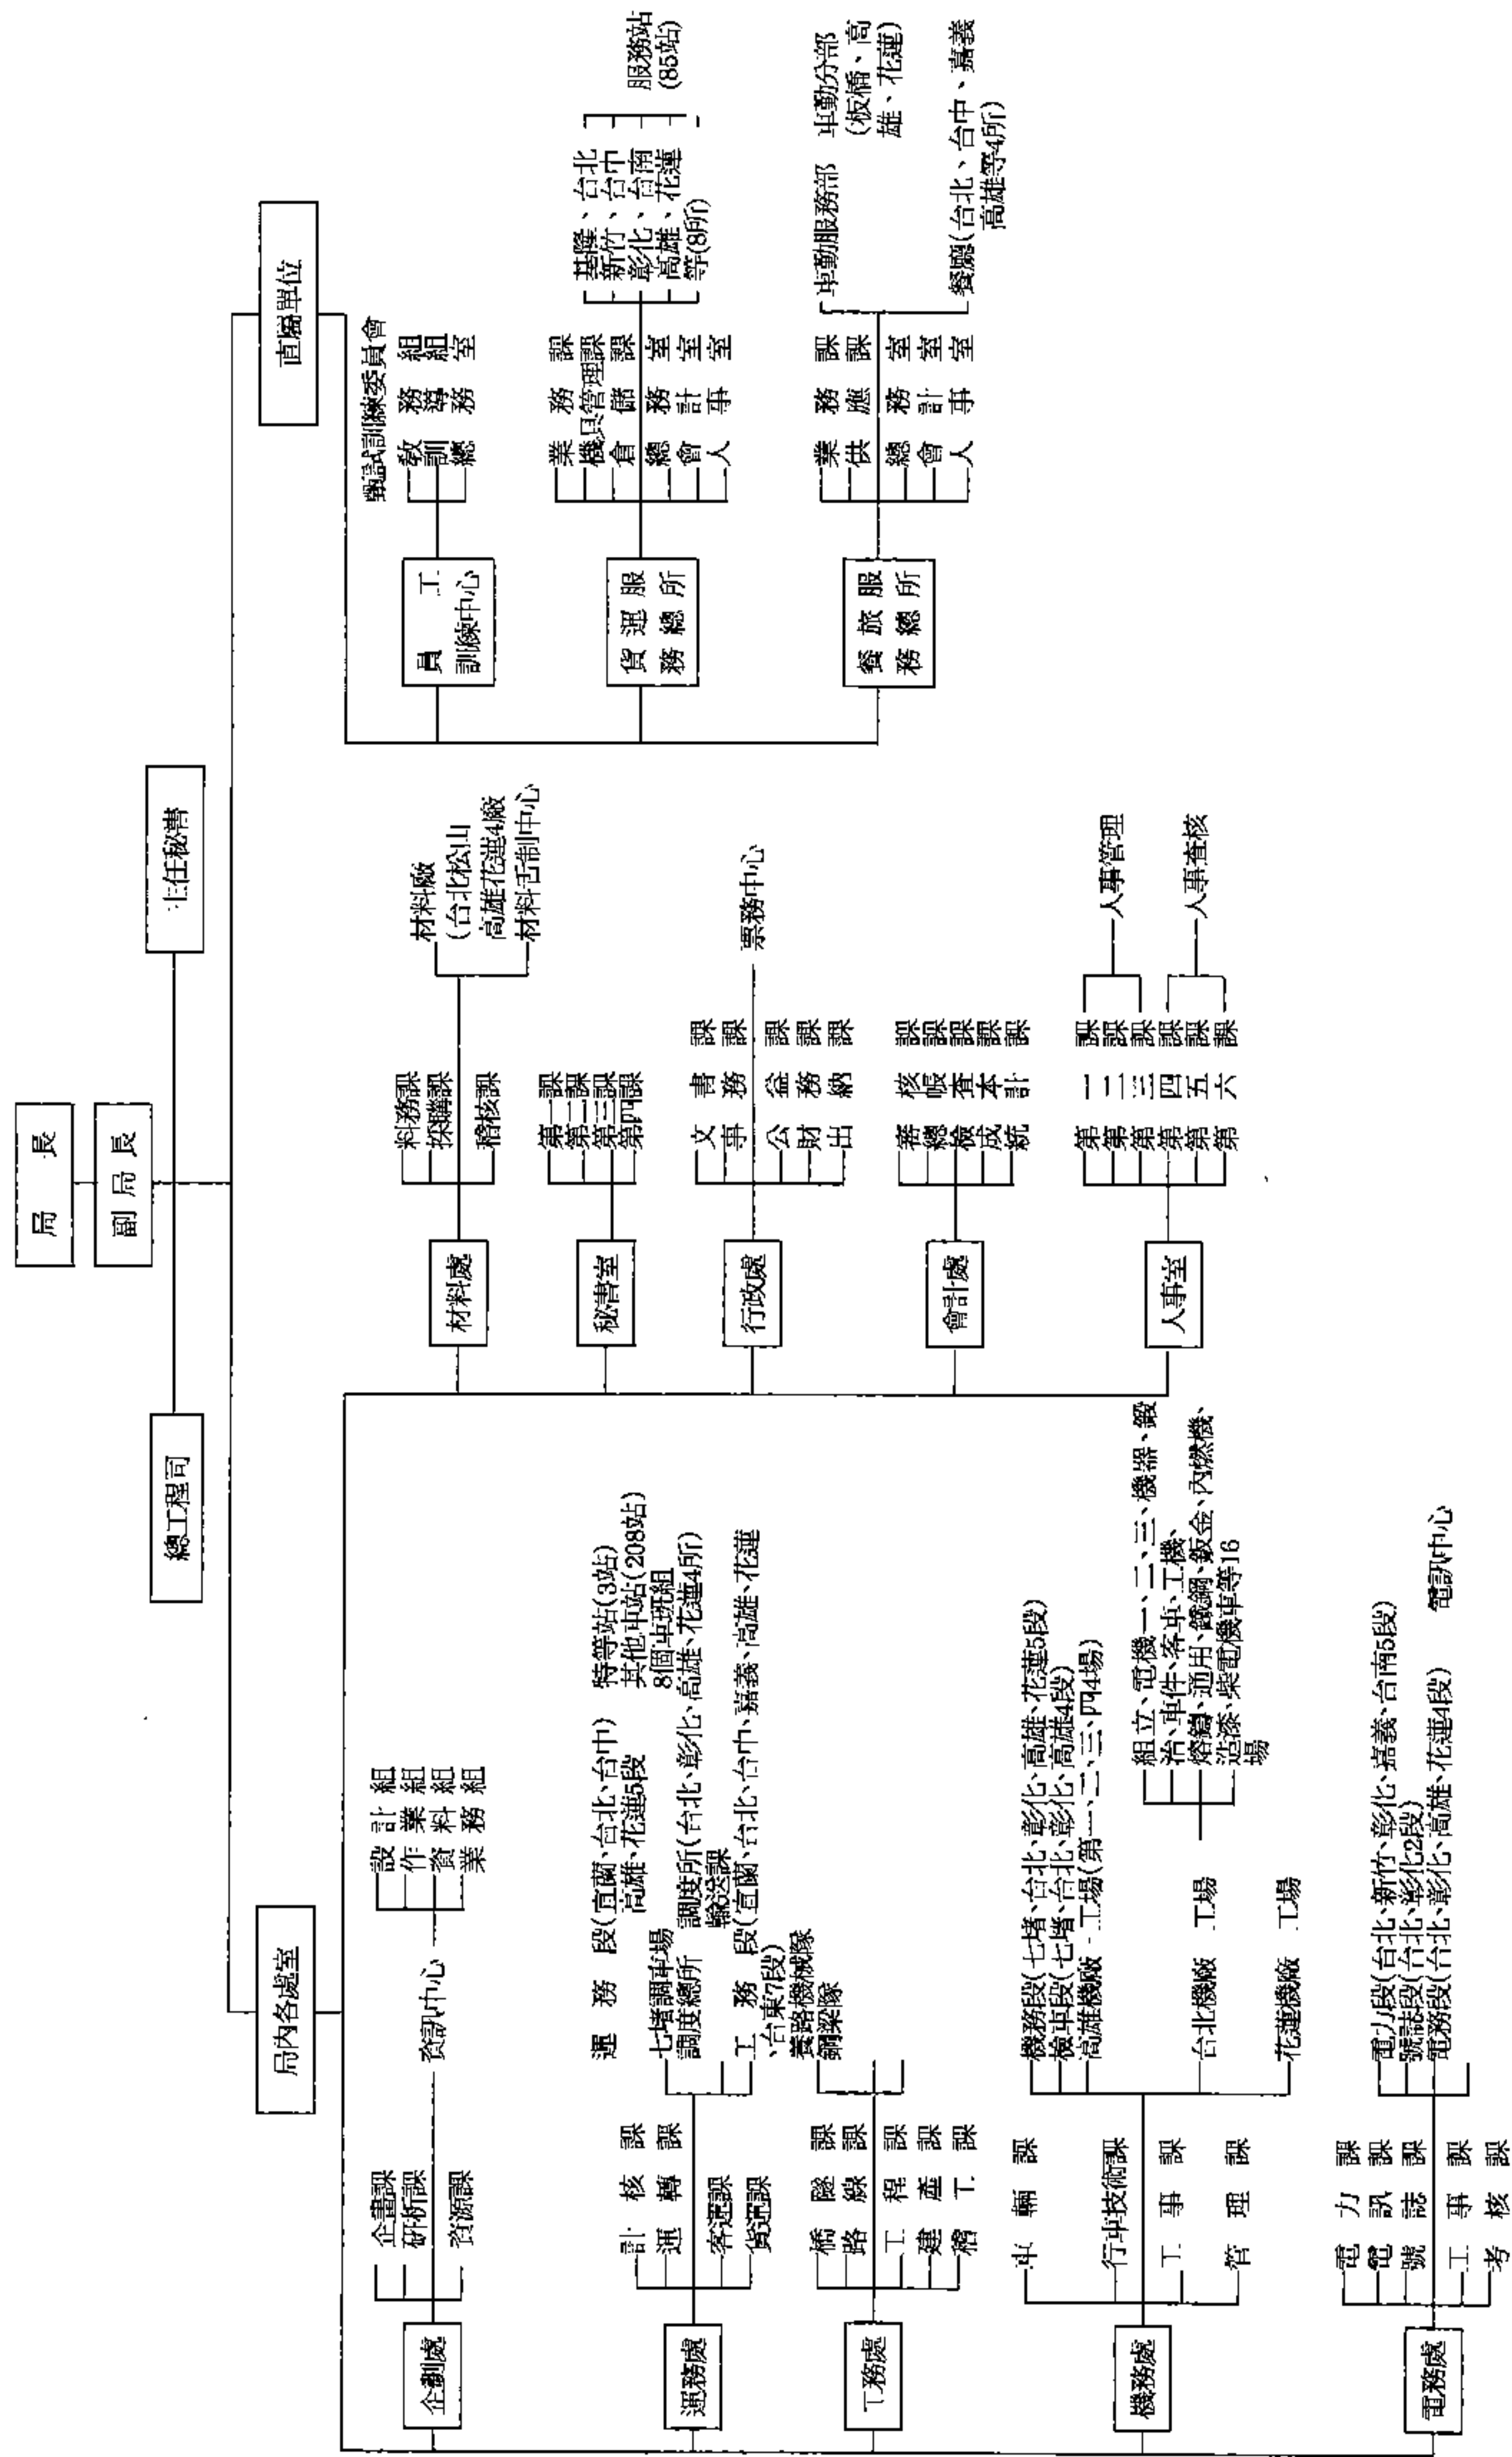 局長
副局長
總工程司
主任秘書
局內各處室
直屬單位
企劃處
企畫課
研析課
資源課
資訊中心
設計組
作業組
資料組
業務組
運務處
計核課
運轉課
客運課
貨運課
運務段(宜蘭、台北、台中、
高雄、花蓮5段
特等站(3站)
其他車站(208站)
8個車班組
七堵調車場
調度總所
調度所(台北、彰化、高雄、花蓮4所)
輸送課
工務處
橋隧課
路線課
工程課
建產課
稽工課
工務段(宜蘭、台北、台中、嘉義、高雄、花蓮
、台東7段)
養路機械隊
鋼梁隊
機務處
車輛課
行車技術課
工事課
管理課
機務段(七堵、台北、彰化、高雄、花蓮5段)
檢車段(七堵、台北、彰化、高雄4段)
高雄機廠-工場(第一、二、三、四4場)
台北機廠 工場
組立、電機一、二、三、機器、鍛
冶、車件、客車、工機、
熔鑄、通用、鐵鋼、鈑金、內燃機、
造漆、柴電機車等16
場
花蓮機廠 工場
電務處
電力課
電訊課
號誌課
工事課
考核課
電力段(台北、新竹、彰化、嘉義、台南5段)
號誌段(台北、彰化2段)
電務段(台北、彰化、高雄、花蓮4段)
電訊中心
材料處
料務課
採購課
稽核課
材料廠
(台北松山
高雄花蓮4廠
材料舌制中心
秘書室
第一課
第二課
第三課
第四課
行政處
文書課
事務課
公益課
財務課
出納課
票務中心
會計處
審核課
總帳課
檢查課
成本課
統計課
人事室
第一課
第二課
第三課
第四課
第五課
第六課
人事管理
人事查核
員工
訓練中心
甄試訓練委員會
教務組
訓導組
總務室
貨運服
務總所
業務課
機具管理課
倉儲課
總務室
會計室
人事室
基隆、台北
新竹、台中
彰化、台南
高雄、花蓮
等(8所)
服務站
(85站)
餐旅服
務總所
業務課
供應課
總務室
會計室
人事室
車勤服務部
車勤分部
(板橋、高
雄、花蓮)
餐廳(台北、台中、嘉義
高雄等4所)